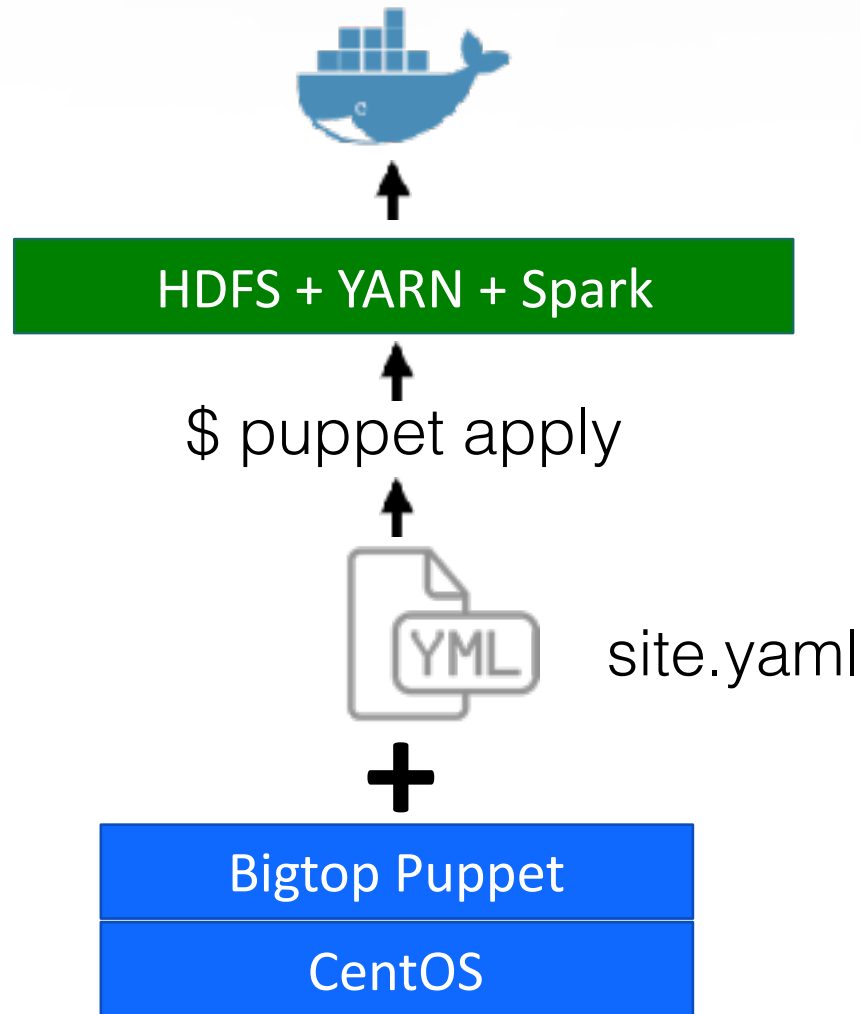 HDFS + YARN + Spark
$ puppet apply
YML
site.yaml
Bigtop Puppet
CentOS